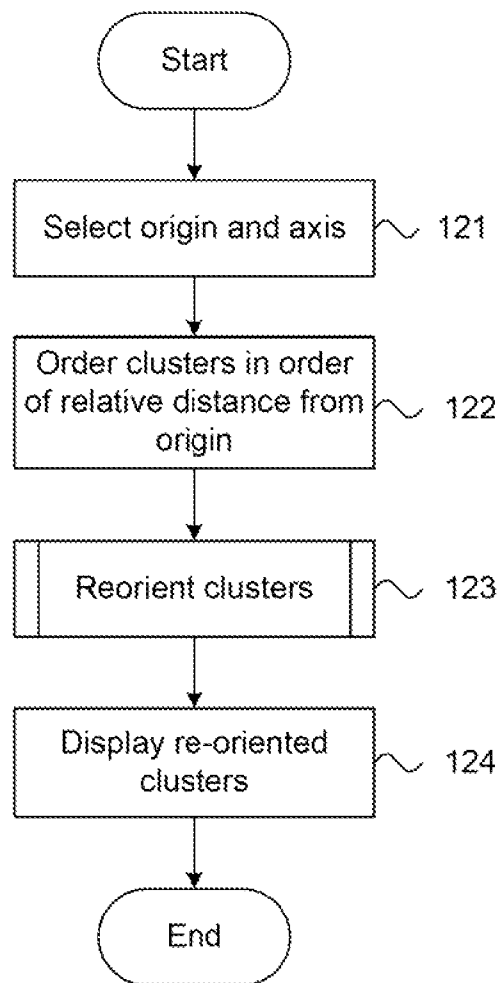 Start
Select origin and axis
121
Order clusters in order
of relative distance from
origin
122
Reorient clusters
123
Display re-oriented
clusters
124
End